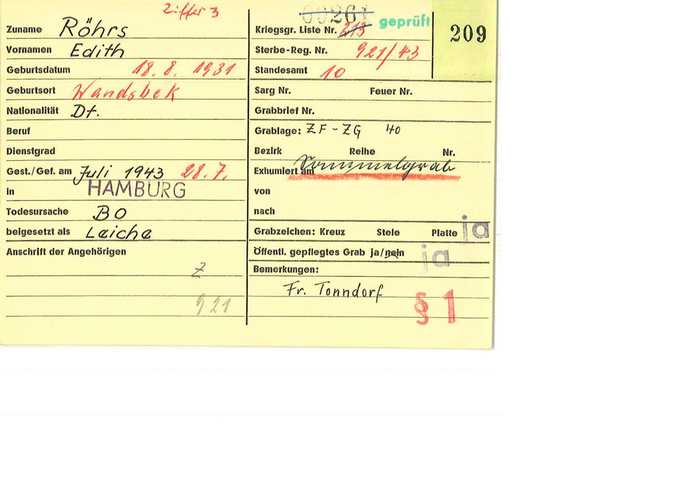 Ziffer 3
Zuname Röhrs
Vornamen Edith
Geburtsdatum 18. 8. 1931
Geburtsort Wandsbek
Nationalität Dt.
Beruf
Dienstgrad
Gest./Gef. am Juli 1943 28.7.
in HAMBURG
Todesursache BO
beigesetzt als Leiche
Anschrift der Angehörigen
Z
921
geprüft
Kriegsgr. Liste Nr. 213
209
Sterbe-Reg. Nr. 921/43
Standesamt 10
Sarg Nr. Feuer Nr.
Grabbrief Nr.
Grablage: ZF-ZG 40
Bezirk Reihe Nr.
Sammelgrab
Exhumiert am
von
nach
Grabzeichen: Kreuz Stele Platte ja
Öffentl. gepflegtes Grab ja/nein ja
Bemerkungen:
Fr. Tonndorf
§ 1